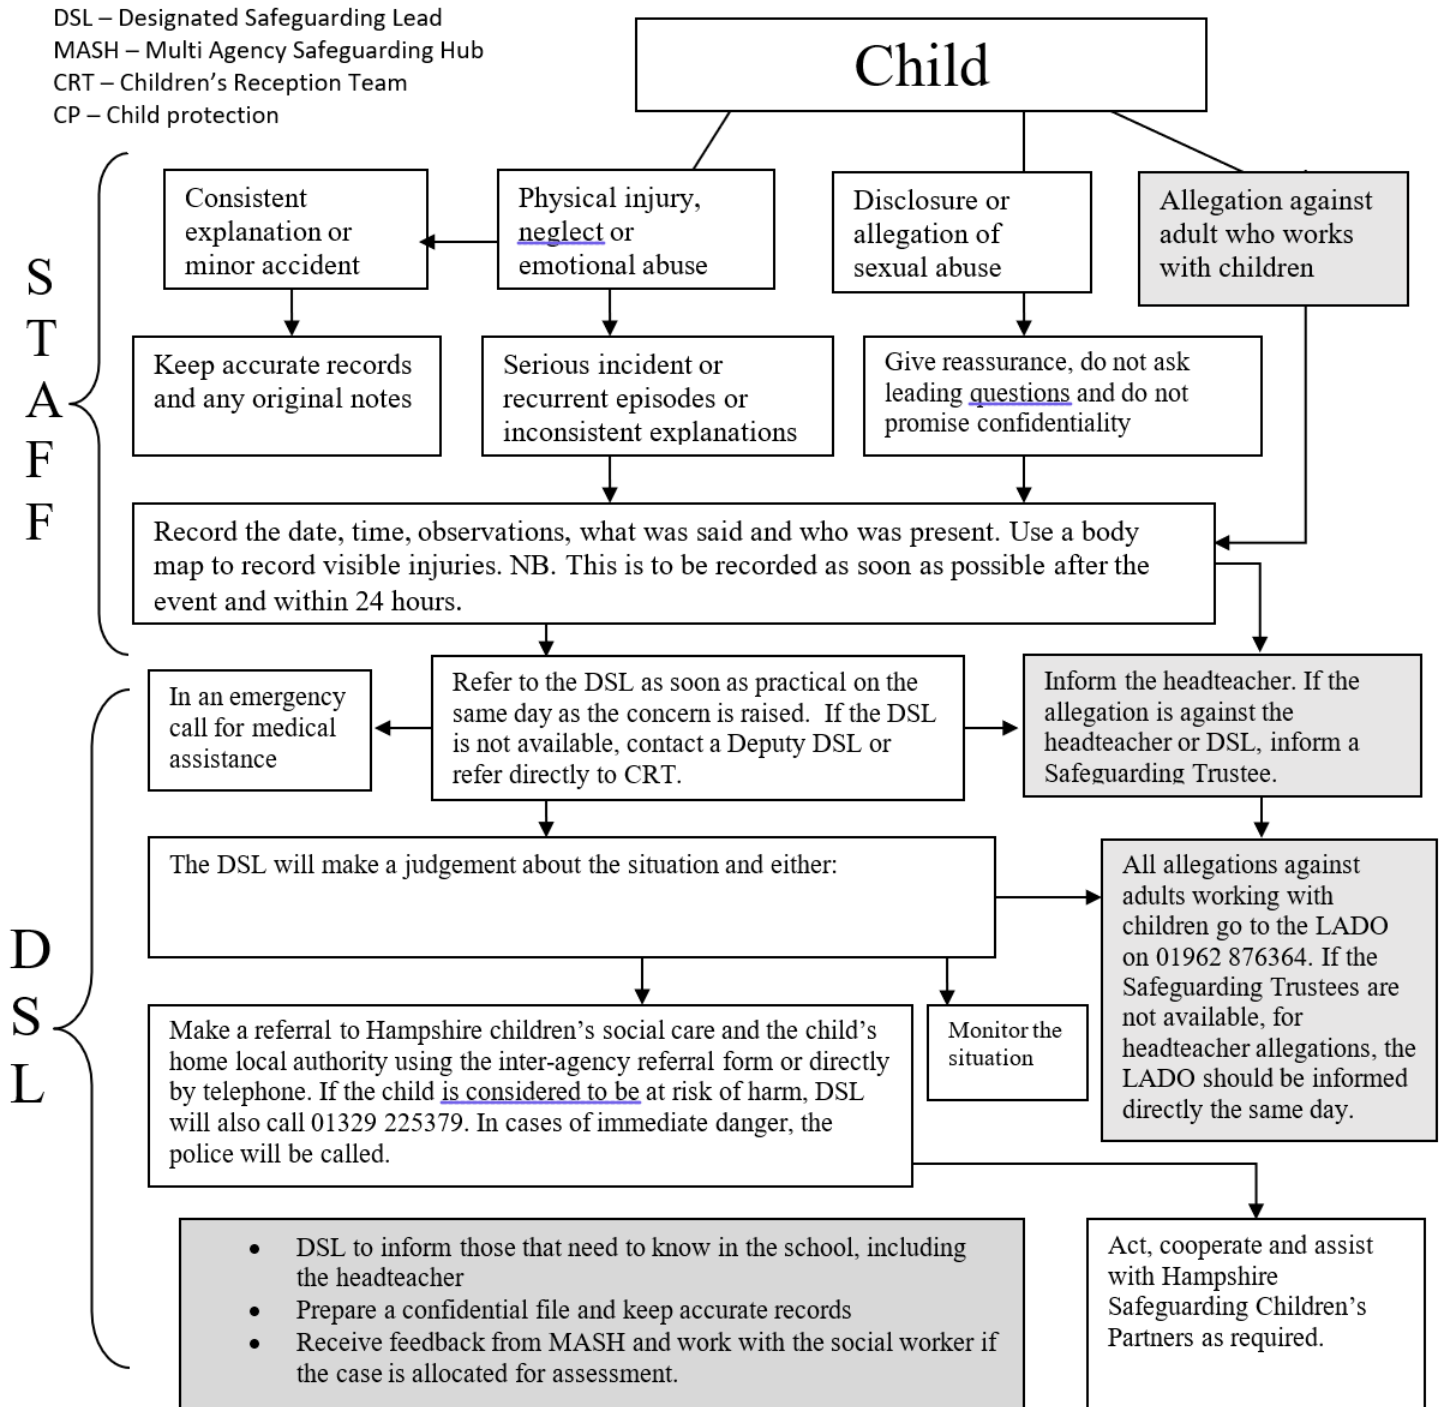 DSL – Designated Safeguarding Lead
MASH – Multi Agency Safeguarding Hub
CRT – Children's Reception Team
CP – Child protection
Child
STAFF
Consistent
explanation or
minor accident
Physical injury,
neglect or
emotional abuse
Disclosure or
allegation of
sexual abuse
Allegation against
adult who works
with children
Keep accurate records
and any original notes
Serious incident or
recurrent episodes or
inconsistent explanations
Give reassurance, do not ask
leading questions and do not
promise confidentiality
Record the date, time, observations, what was said and who was present. Use a body
map to record visible injuries. NB. This is to be recorded as soon as possible after the
event and within 24 hours.
DSL
In an emergency
call for medical
assistance
Refer to the DSL as soon as practical on the
same day as the concern is raised.  If the DSL
is not available, contact a Deputy DSL or
refer directly to CRT.
Inform the headteacher. If the
allegation is against the
headteacher or DSL, inform a
Safeguarding Trustee.
The DSL will make a judgement about the situation and either:
All allegations against
adults working with
children go to the LADO
on 01962 876364. If the
Safeguarding Trustees are
not available, for
headteacher allegations, the
LADO should be informed
directly the same day.
Make a referral to Hampshire children's social care and the child's
home local authority using the inter-agency referral form or directly
by telephone. If the child is considered to be at risk of harm, DSL
will also call 01329 225379. In cases of immediate danger, the
police will be called.
Monitor the
situation
• DSL to inform those that need to know in the school, including
the headteacher
• Prepare a confidential file and keep accurate records
• Receive feedback from MASH and work with the social worker if
the case is allocated for assessment.
Act, cooperate and assist
with Hampshire
Safeguarding Children's
Partners as required.